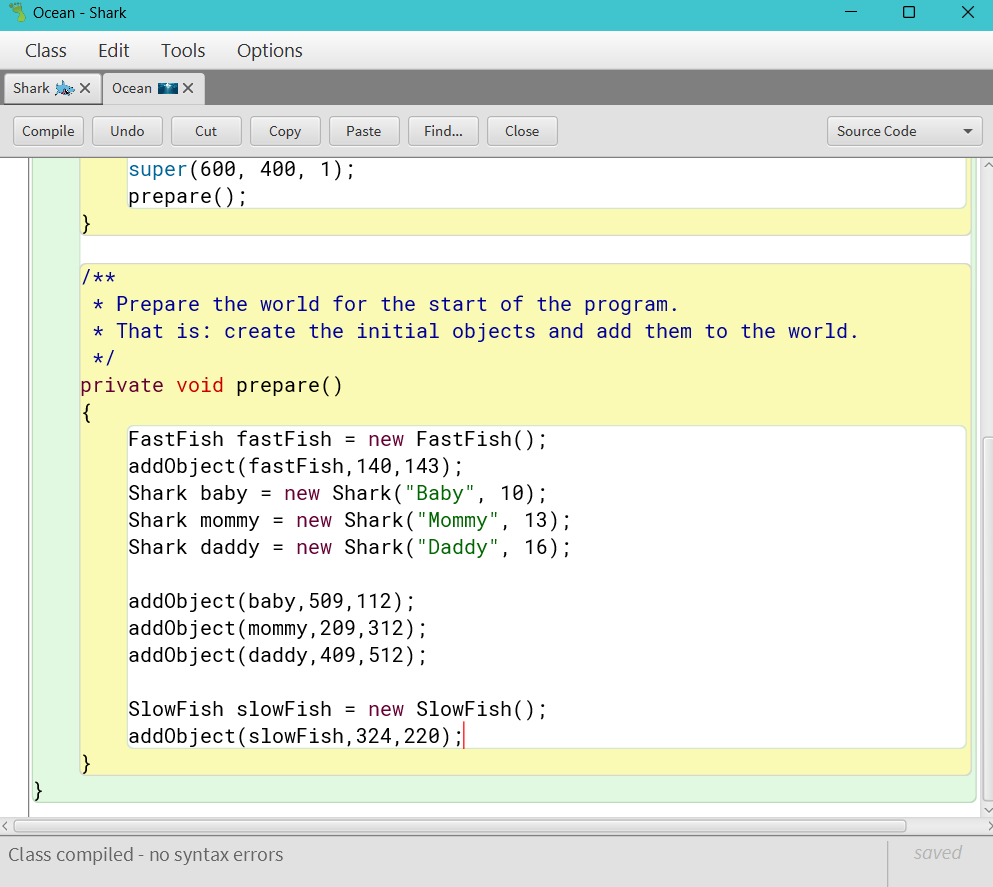 Ocean - Shark
Class Edit Tools Options
Shark Ocean
Compile Undo Cut Copy Paste Find... Close Source Code
super(600, 400, 1);
prepare();
}
/**
* Prepare the world for the start of the program.
* That is: create the initial objects and add them to the world.
*/
private void prepare()
{
FastFish fastFish = new FastFish();
addObject(fastFish,140,143);
Shark baby = new Shark("Baby", 10);
Shark mommy = new Shark("Mommy", 13);
Shark daddy = new Shark("Daddy", 16);
addObject(baby,509,112);
addObject(mommy,209,312);
addObject(daddy,409,512);
SlowFish slowFish = new SlowFish();
addObject(slowFish,324,220);
}
}
Class compiled - no syntax errors saved